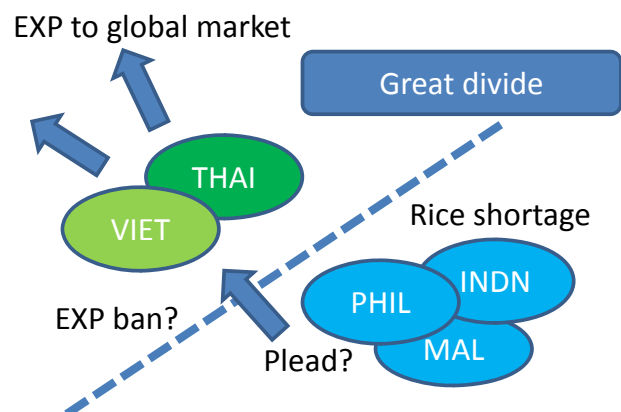 EXP to global market
Great divide
THAI
VIET
Rice shortage
INDN
PHIL
EXP ban?
MAL
Plead?